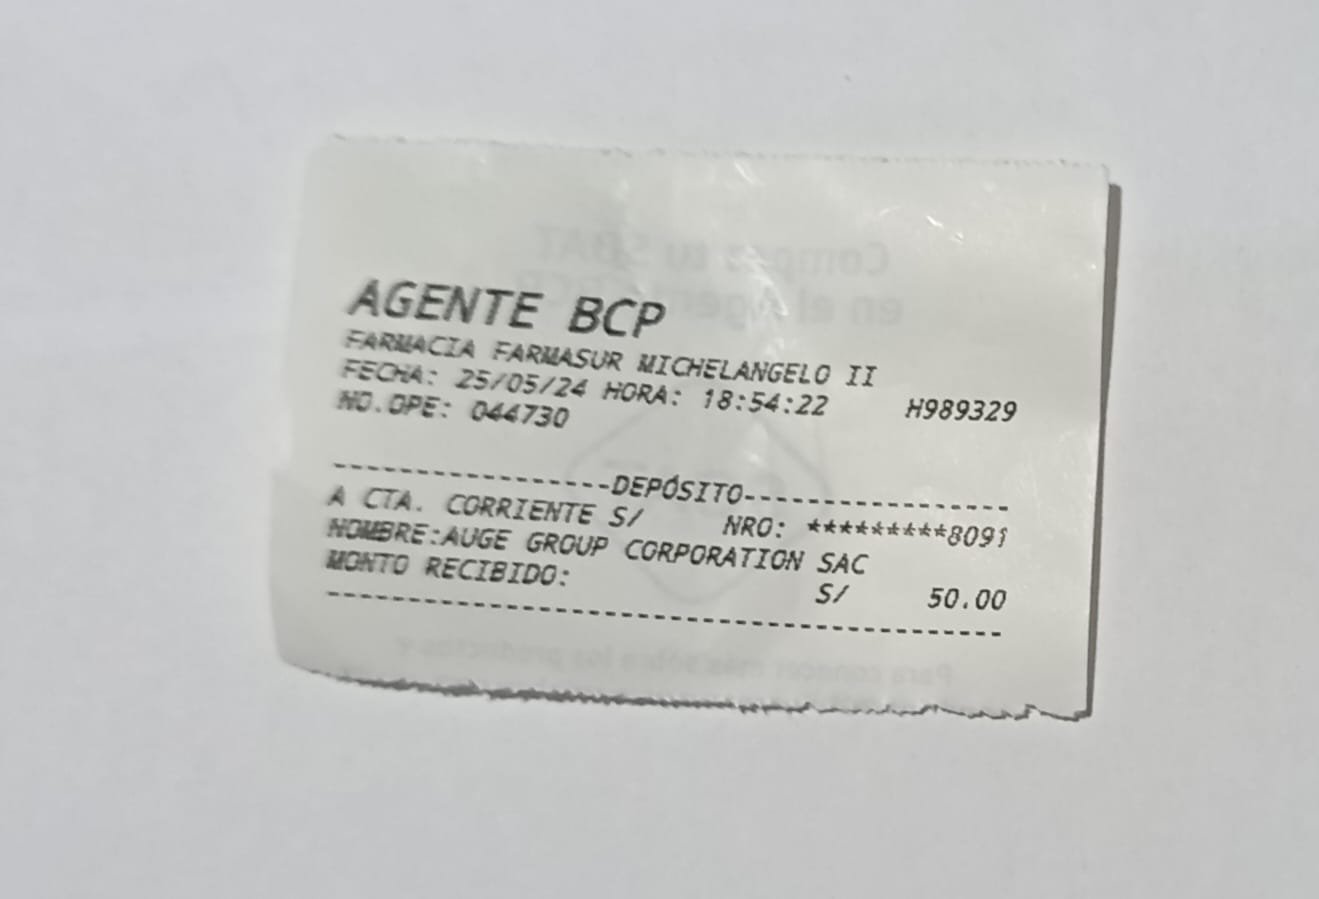 AGENTE BCP
FARMACIA FARMASUR MICHELANGELO II
FECHA: 25/05/24 HORA: 18:54:22 H989329
NO.OPE: 044730
-----------------DEPÓSITO----------------
A CTA. CORRIENTE S/ NRO: *********8091
NOMBRE:AUGE GROUP CORPORATION SAC
MONTO RECIBIDO: S/ 50.00
-----------------------------------------